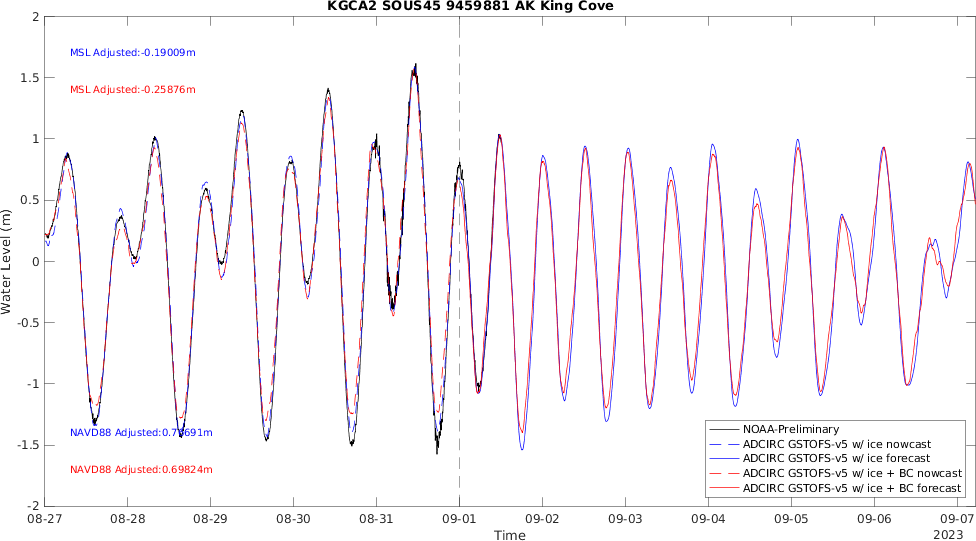 KGCA2 SOUS45 9459881 AK King Cove
MSL Adjusted:-0.19009m
MSL Adjusted:-0.25876m
NAVD88 Adjusted:0.76691m
NAVD88 Adjusted:0.69824m
Water Level (m)
2
1.5
1
0.5
0
-0.5
-1
-1.5
-2
NOAA-Preliminary
ADCIRC GSTOFS-v5 w/ ice nowcast
ADCIRC GSTOFS-v5 w/ ice forecast
ADCIRC GSTOFS-v5 w/ ice + BC nowcast
ADCIRC GSTOFS-v5 w/ ice + BC forecast
08-27 08-28 08-29 08-30 08-31 09-01 09-02 09-03 09-04 09-05 09-06 09-07
Time
2023